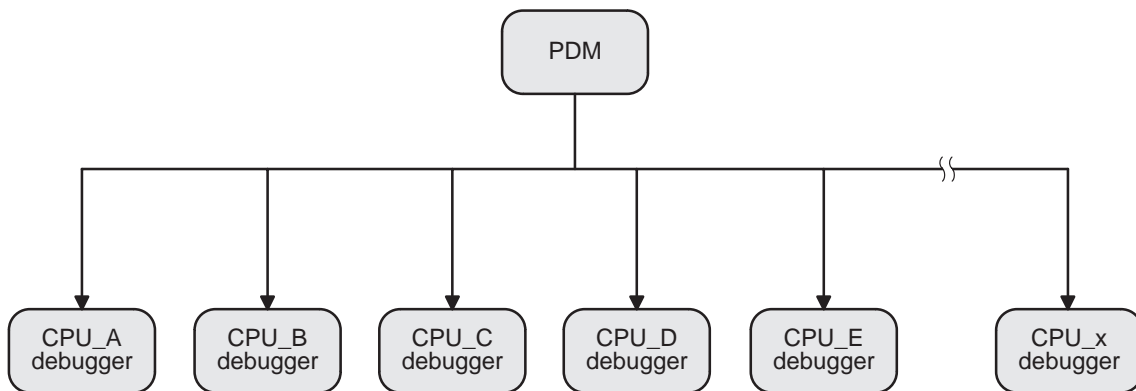 PDM
CPU_A
debugger
CPU_B
debugger
CPU_C
debugger
CPU_D
debugger
CPU_E
debugger
CPU_x
debugger